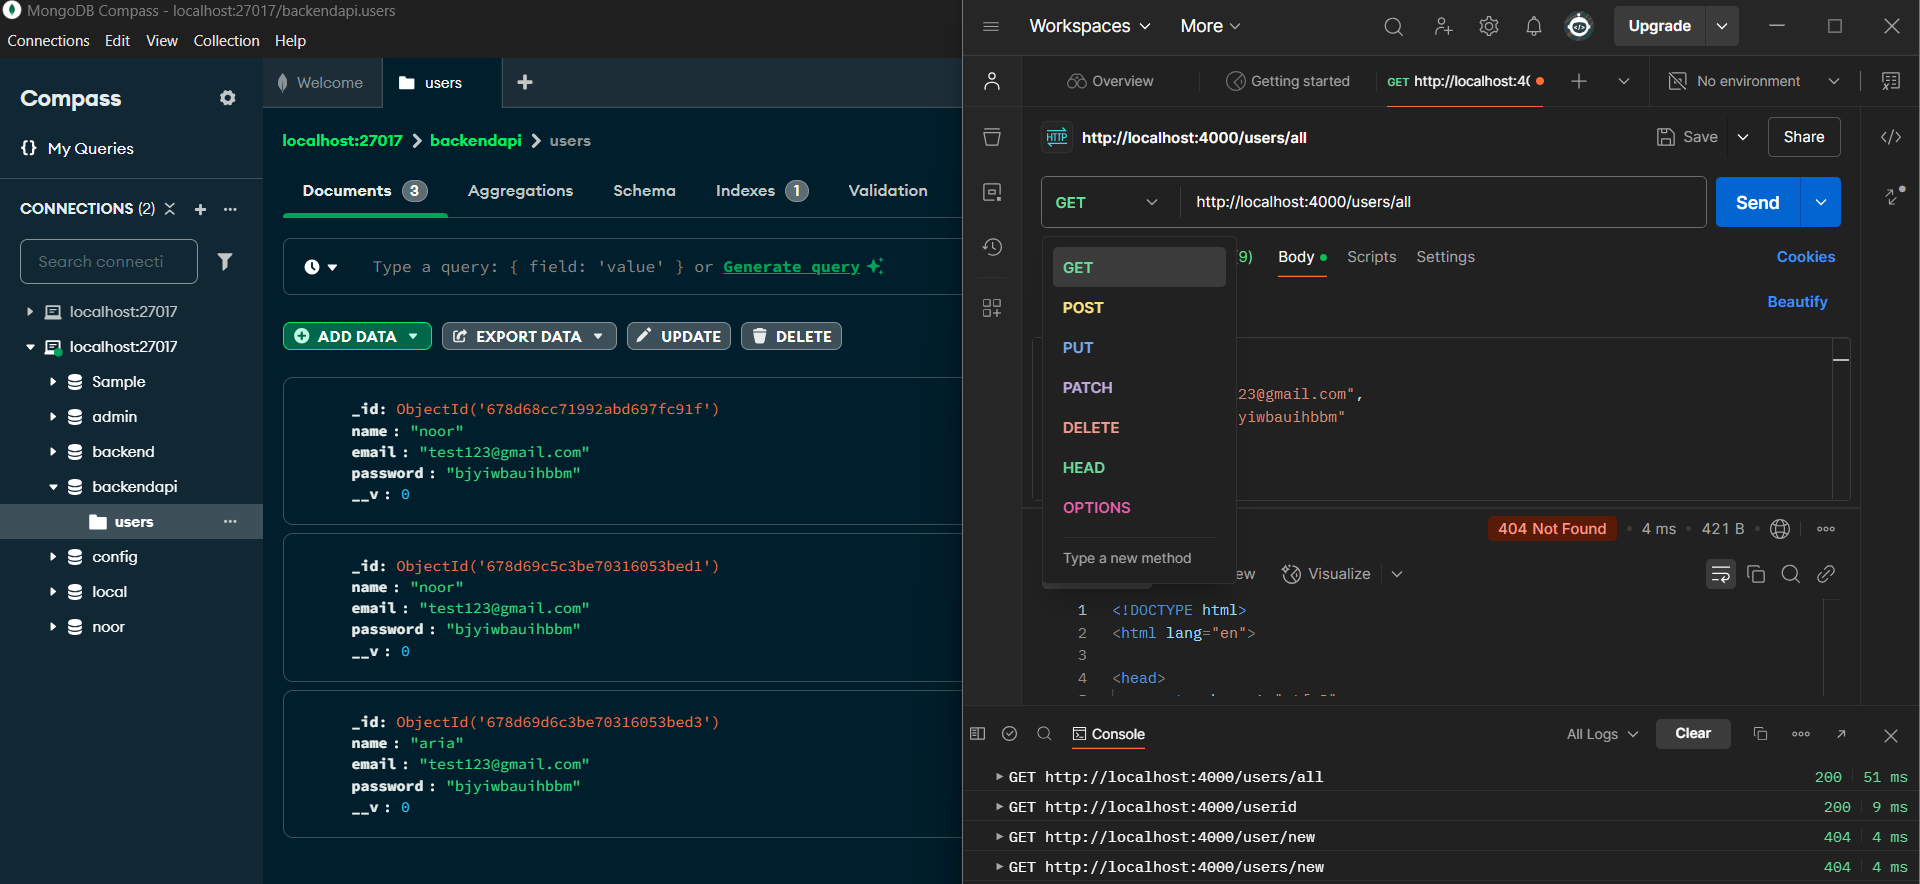 MongoDB Compass - localhost:27017/backendapi.users
Connections Edit View Collection Help
Compass
{} My Queries
CONNECTIONS (2)
Search connecti
localhost:27017
localhost:27017
Sample
admin
backend
backendapi
users
config
local
noor
Welcome
users
localhost:27017 > backendapi > users
Documents 3 Aggregations Schema Indexes 1 Validation
Type a query: { field: 'value' } or Generate query
ADD DATA EXPORT DATA UPDATE DELETE
_id: ObjectId('678d68cc71992abd697fc91f')
name : "noor"
email : "test123@gmail.com"
password : "bjyiwbauihbbm"
__v : 0
_id: ObjectId('678d69c5c3be70316053bed1')
name : "noor"
email : "test123@gmail.com"
password : "bjyiwbauihbbm"
__v : 0
_id: ObjectId('678d69d6c3be70316053bed3')
name : "aria"
email : "test123@gmail.com"
password : "bjyiwbauihbbm"
__v : 0
Workspaces More Upgrade
Overview Getting started GET http://localhost:4( No environment
HTTP http://localhost:4000/users/all Save Share
GET http://localhost:4000/users/all Send
9) Body Scripts Settings Cookies
Beautify
GET
POST
PUT
PATCH
DELETE
HEAD
OPTIONS
Type a new method
23@gmail.com",
yiwbauihbbm"
404 Not Found 4 ms 421 B
ew Visualize
1 <!DOCTYPE html>
2 <html lang="en">
3
4 <head>
Console All Logs Clear
GET http://localhost:4000/users/all 200 51 ms
GET http://localhost:4000/userid 200 9 ms
GET http://localhost:4000/user/new 404 4 ms
GET http://localhost:4000/users/new 404 4 ms